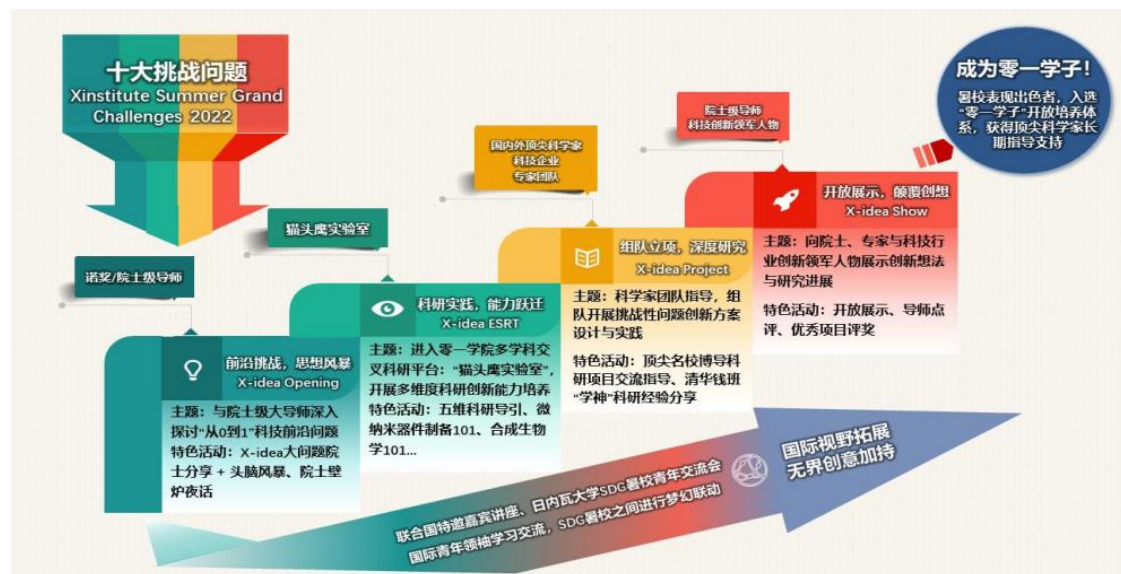 十大挑战问题
Xinstitute Summer Grand
Challenges 2022
诺奖/院士级导师
前沿挑战，思想风暴
X-idea Opening
主题：与院士级大导师深入
探讨“从0到1”科技前沿问题
特色活动：X-idea大问题院
士分享 + 头脑风暴、院士壁
炉夜话
猫头鹰实验室
科研实践，能力跃迁
X-idea ESRT
主题：进入零一学院多学科交
叉科研平台：“猫头鹰实验室”，
开展多维度科研创新能力培养
特色活动：五维科研导引、微
纳米器件制备101、合成生物
学101...
国内外顶尖科学家
科技企业
专家团队
组队立项，深度研究
X-idea Project
主题：科学家团队指导，组
队开展挑战性问题创新方案
设计与实践
特色活动：顶尖名校博导科
研项目交流指导、清华钱班
“学神”科研经验分享
院士级导师
科技创新领军人物
开放展示，颠覆创想
X-idea Show
主题：向院士、专家与科技行
业创新领军人物展示创新想法
与研究进展
特色活动：开放展示、导师点
评、优秀项目评奖
成为零一学子！
暑校表现出色者，入选
“零一学子”开放培养体
系，获得顶尖科学家长
期指导支持
联合国特邀嘉宾讲座、日内瓦大学SDG暑校青年交流会
国际青年领袖学习交流，SDG暑校之间进行梦幻联动
国际视野拓展
无界创意加持